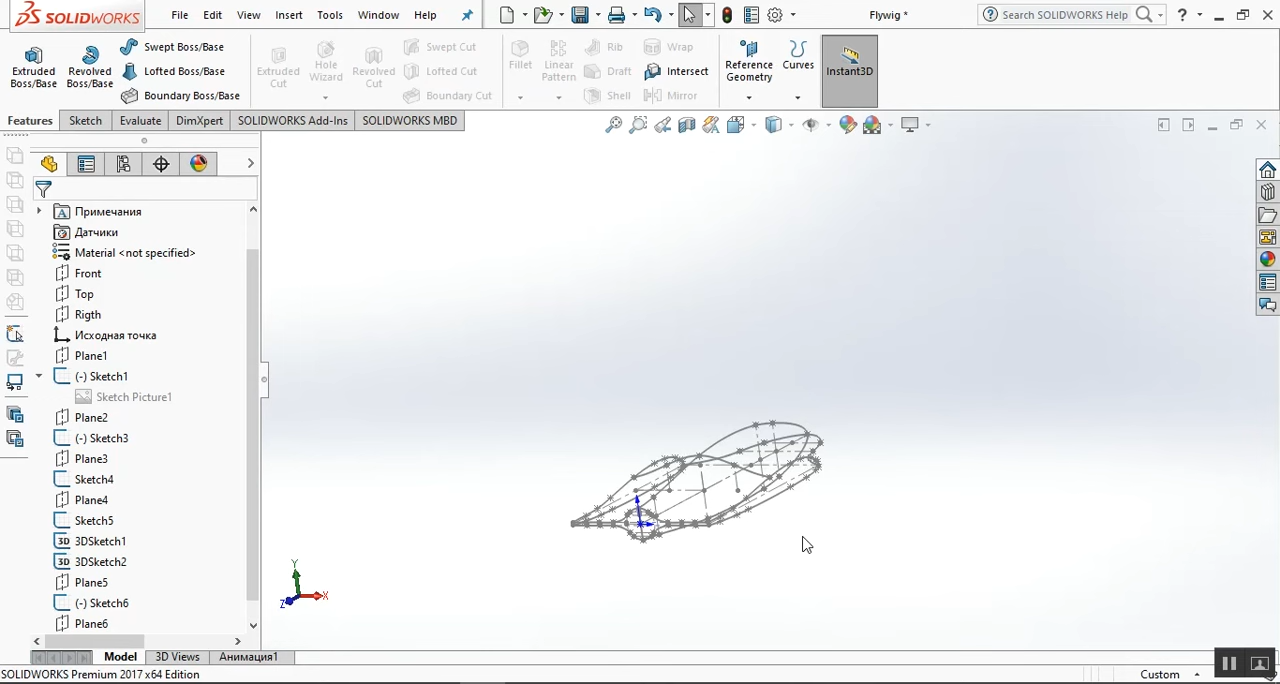 SOLIDWORKS
File Edit View Insert Tools Window Help
Flywig *
Search SOLIDWORKS Help
Extruded Boss/Base
Revolved Boss/Base
Swept Boss/Base
Lofted Boss/Base
Boundary Boss/Base
Extruded Cut
Hole Wizard
Revolved Cut
Swept Cut
Lofted Cut
Boundary Cut
Fillet
Linear Pattern
Rib
Draft
Shell
Wrap
Intersect
Mirror
Reference Geometry
Curves
Instant3D
Features Sketch Evaluate DimXpert SOLIDWORKS Add-Ins SOLIDWORKS MBD
Примечания
Датчики
Material <not specified>
Front
Top
Rigth
Исходная точка
Plane1
(-) Sketch1
Sketch Picture1
Plane2
(-) Sketch3
Plane3
Sketch4
Plane4
Sketch5
3D 3DSketch1
3D 3DSketch2
Plane5
(-) Sketch6
Plane6
Y
X
Z
Model 3D Views Анимация1
SOLIDWORKS Premium 2017 x64 Edition
Custom